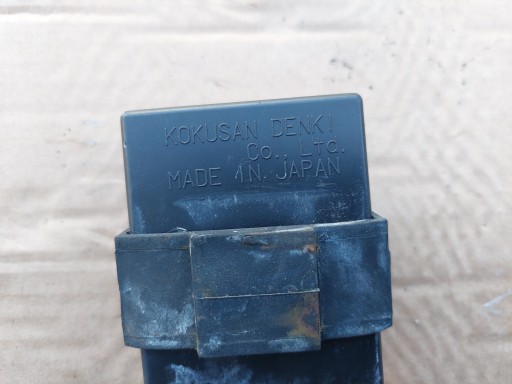 KOKUSAN DENKI
Co., Ltd.
MADE IN JAPAN